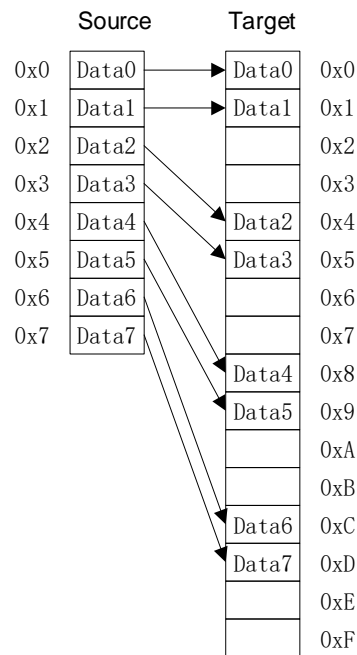 Source Target
0x0 Data0 Data0 0x0
0x1 Data1 Data1 0x1
0x2 Data2 0x2
0x3 Data3 0x3
0x4 Data4 Data2 0x4
0x5 Data5 Data3 0x5
0x6 Data6 0x6
0x7 Data7 0x7
Data4 0x8
Data5 0x9
0xA
0xB
Data6 0xC
Data7 0xD
0xE
0xF